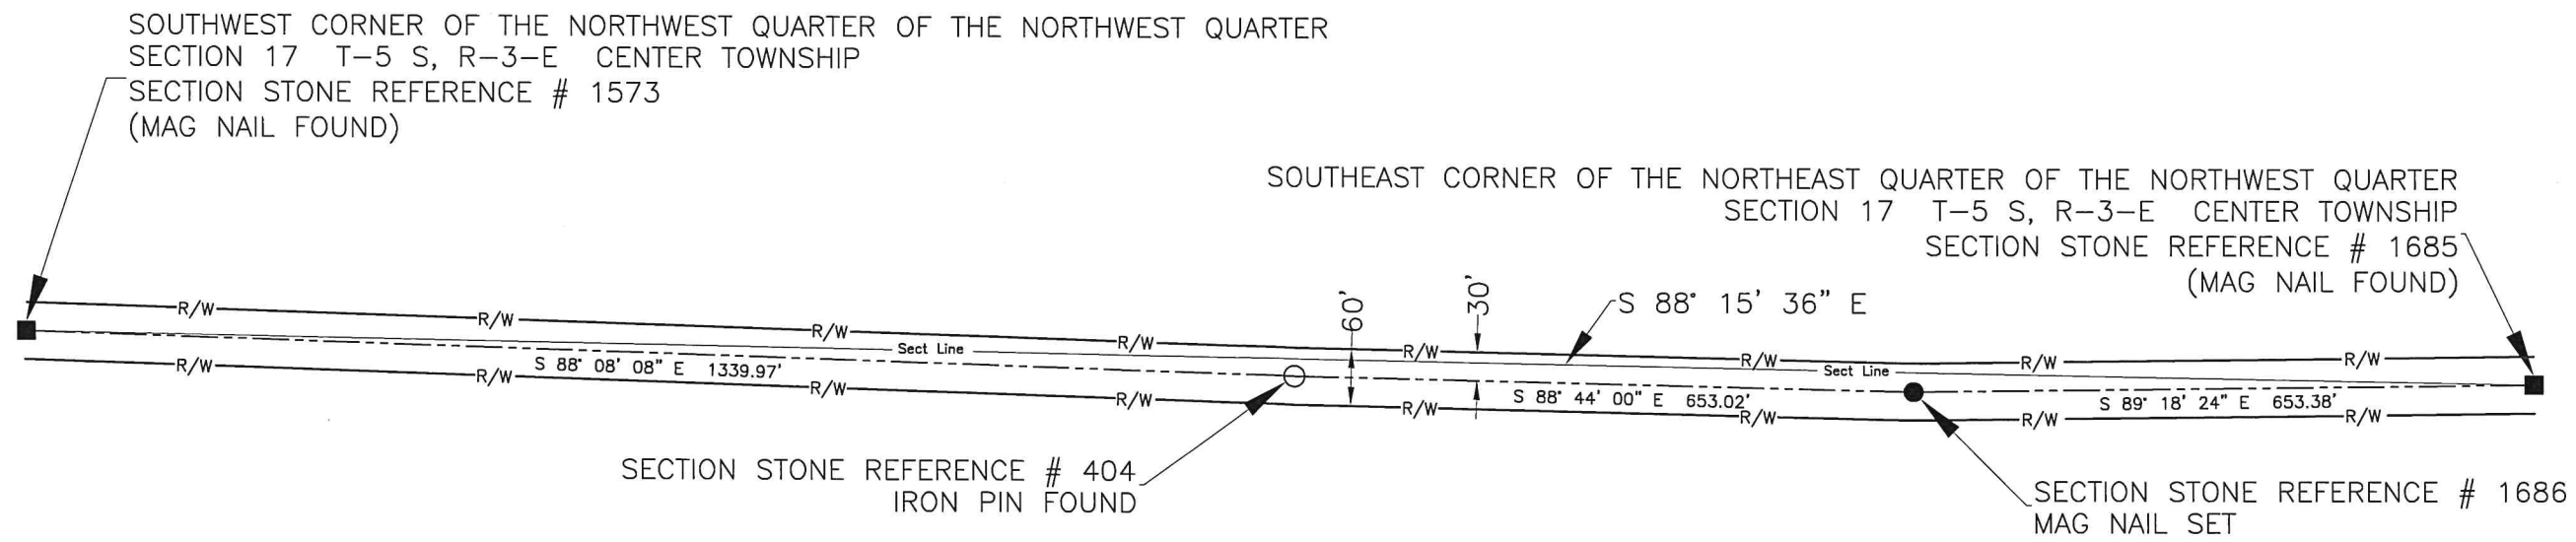 SOUTHWEST CORNER OF THE NORTHWEST QUARTER OF THE NORTHWEST QUARTER
SECTION 17 T-5 S, R-3-E CENTER TOWNSHIP
SECTION STONE REFERENCE # 1573
(MAG NAIL FOUND)
SOUTHEAST CORNER OF THE NORTHEAST QUARTER OF THE NORTHWEST QUARTER
SECTION 17 T-5 S, R-3-E CENTER TOWNSHIP
SECTION STONE REFERENCE # 1685
(MAG NAIL FOUND)
60'
30'
S 88° 15' 36" E
R/W
R/W
R/W
R/W
R/W
R/W
R/W
R/W
Sect Line
Sect Line
S 88° 08' 08" E 1339.97'
S 88° 44' 00" E 653.02'
S 89° 18' 24" E 653.38'
R/W
R/W
R/W
R/W
R/W
R/W
R/W
R/W
SECTION STONE REFERENCE # 404
IRON PIN FOUND
SECTION STONE REFERENCE # 1686
MAG NAIL SET